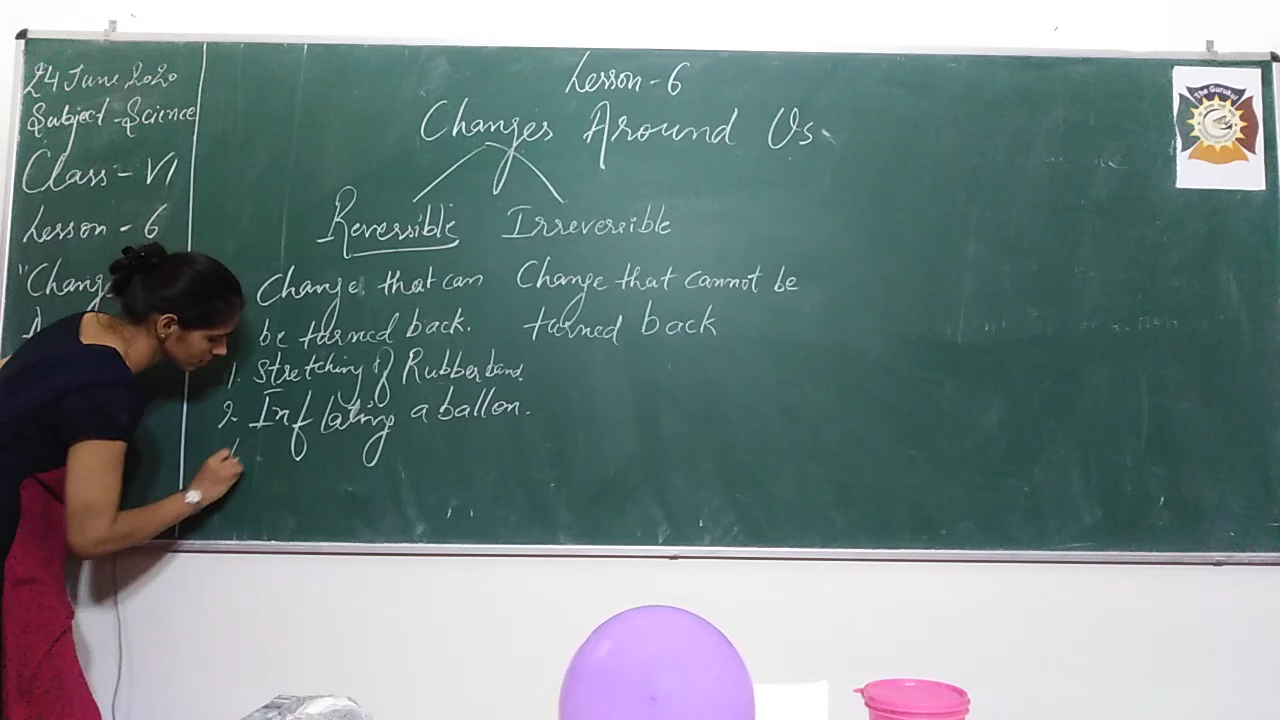 24 June, 2020
Subject - Science
Class - VI
Lesson - 6
"Chang
Lesson - 6
Changes Around Us
Reversible Irreversible
Change that can
be turned back.
Change that cannot be
turned back
1. Stretching of Rubber band.
2. Inflating a ballon.
The Gurukul